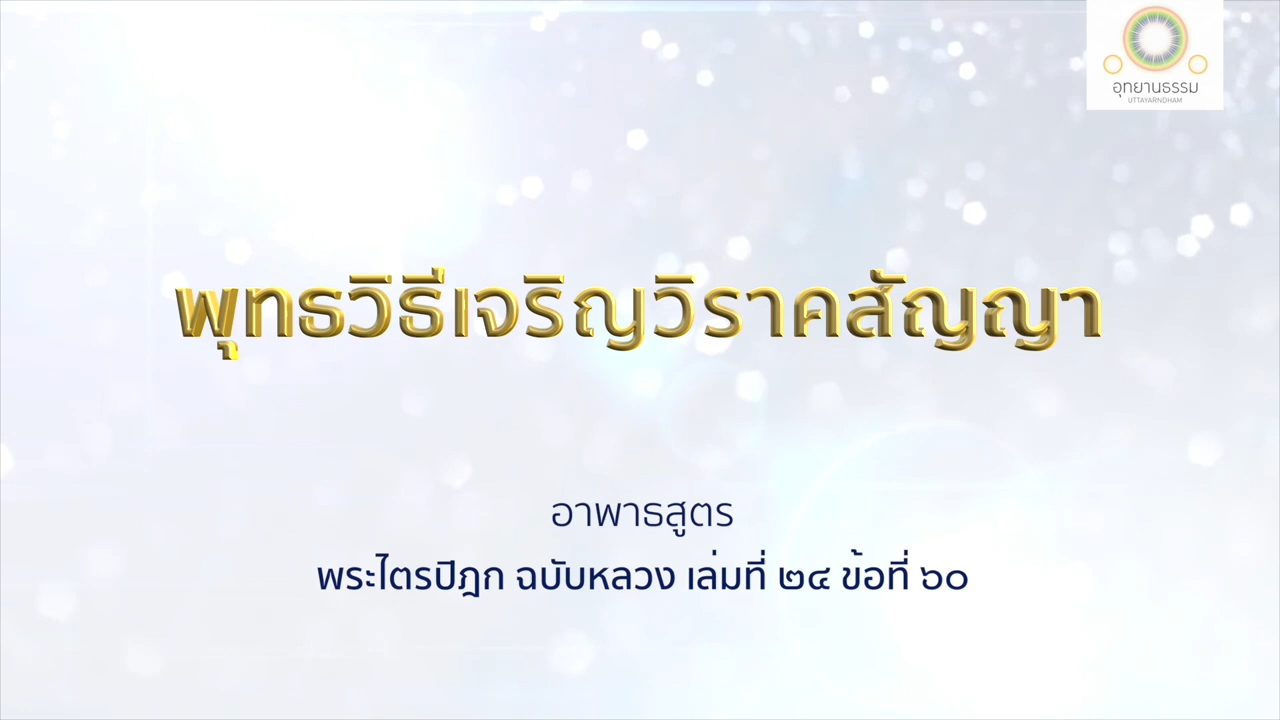 อุทยานธรรม
UTTAYARNDHAM
พุทธวิธีเจริญวิราคสัญญา
อาพาธสูตร
พระไตรปิฎก ฉบับหลวง เล่มที่ ๒๔ ข้อที่ ๖๐